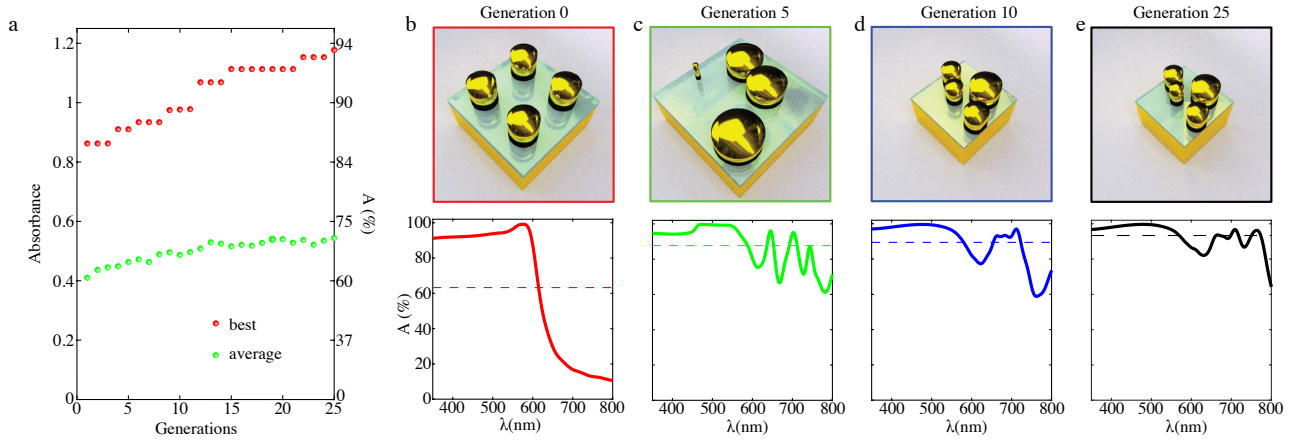 a
1.2
1
0.8
0.6
0.4
0.2
0
Absorbance
94
90
84
75
60
37
0
A (%)
best
average
0 5 10 15 20 25
Generations
b
Generation 0
100
80
60
40
20
0
A (%)
400 500 600 700 800
λ(nm)
c
Generation 5
400 500 600 700 800
λ(nm)
d
Generation 10
400 500 600 700 800
λ(nm)
e
Generation 25
400 500 600 700 800
λ(nm)